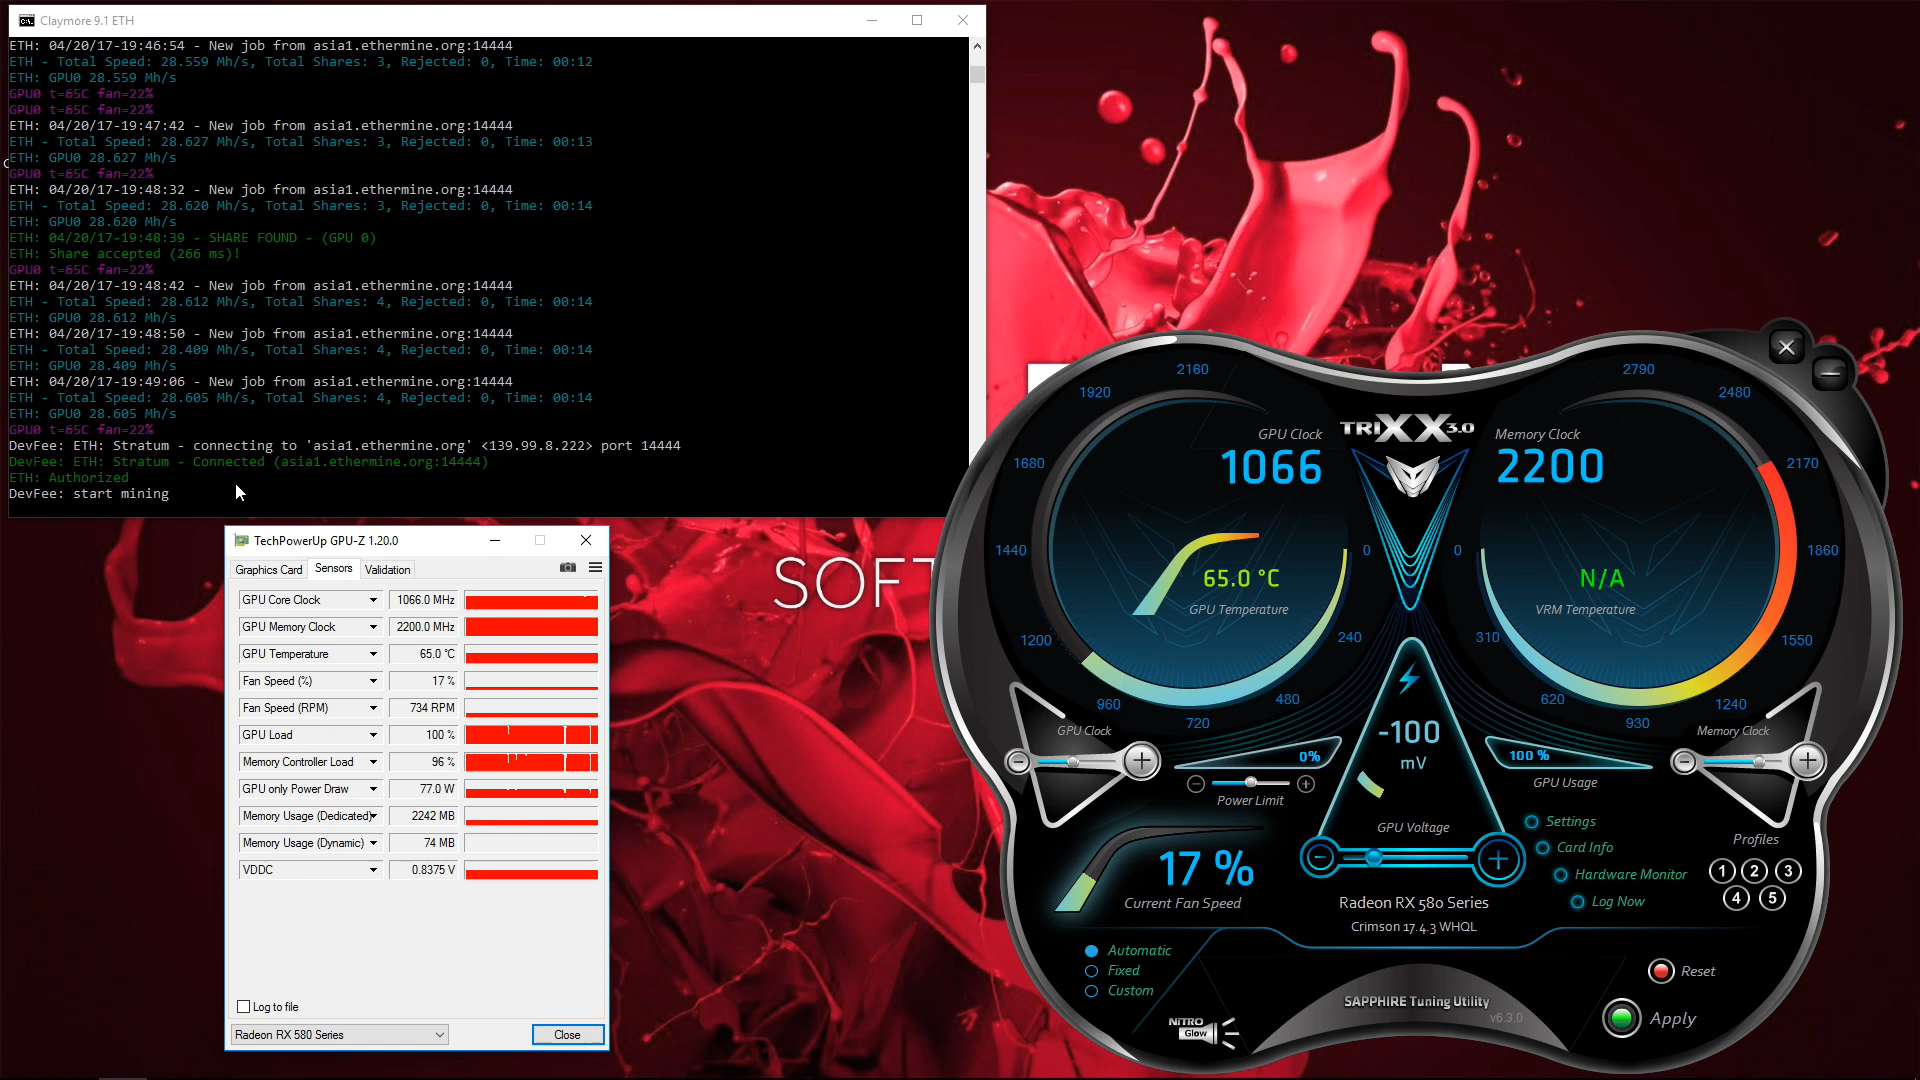 Claymore 9.1 ETH
ETH: 04/20/17-19:46:54 - New job from asia1.ethermine.org:14444
ETH - Total Speed: 28.559 Mh/s, Total Shares: 3, Rejected: 0, Time: 00:12
ETH: GPU0 28.559 Mh/s
GPU0 t=65C fan=22%
GPU0 t=65C fan=22%
ETH: 04/20/17-19:47:42 - New job from asia1.ethermine.org:14444
ETH - Total Speed: 28.627 Mh/s, Total Shares: 3, Rejected: 0, Time: 00:13
ETH: GPU0 28.627 Mh/s
GPU0 t=65C fan=22%
ETH: 04/20/17-19:48:32 - New job from asia1.ethermine.org:14444
ETH - Total Speed: 28.620 Mh/s, Total Shares: 3, Rejected: 0, Time: 00:14
ETH: GPU0 28.620 Mh/s
ETH: 04/20/17-19:48:39 - SHARE FOUND - (GPU 0)
ETH: Share accepted (266 ms)!
GPU0 t=65C fan=22%
ETH: 04/20/17-19:48:42 - New job from asia1.ethermine.org:14444
ETH - Total Speed: 28.612 Mh/s, Total Shares: 4, Rejected: 0, Time: 00:14
ETH: GPU0 28.612 Mh/s
ETH: 04/20/17-19:48:50 - New job from asia1.ethermine.org:14444
ETH - Total Speed: 28.409 Mh/s, Total Shares: 4, Rejected: 0, Time: 00:14
ETH: GPU0 28.409 Mh/s
ETH: 04/20/17-19:49:06 - New job from asia1.ethermine.org:14444
ETH - Total Speed: 28.605 Mh/s, Total Shares: 4, Rejected: 0, Time: 00:14
ETH: GPU0 28.605 Mh/s
GPU0 t=65C fan=22%
DevFee: ETH: Stratum - connecting to 'asia1.ethermine.org' <139.99.8.222> port 14444
DevFee: ETH: Stratum - Connected (asia1.ethermine.org:14444)
ETH: Authorized
DevFee: start mining
TechPowerUp GPU-Z 1.20.0
Graphics Card Sensors Validation
GPU Core Clock 1066.0 MHz
GPU Memory Clock 2200.0 MHz
GPU Temperature 65.0 °C
Fan Speed (%) 17 %
Fan Speed (RPM) 734 RPM
GPU Load 100 %
Memory Controller Load 96 %
GPU only Power Draw 77.0 W
Memory Usage (Dedicated) 2242 MB
Memory Usage (Dynamic) 74 MB
VDDC 0.8375 V
Log to file
Radeon RX 580 Series Close
SOFT
TRIXX 3.0
GPU Clock
1066
0 240 480 720 960 1200 1440 1680 1920 2160
65.0 °C
GPU Temperature
Memory Clock
2200
0 310 620 930 1240 1550 1860 2170 2480 2790
N/A
VRM Temperature
GPU Clock
0%
Power Limit
-100
mV
GPU Voltage
100 %
GPU Usage
Memory Clock
17 %
Current Fan Speed
Automatic
Fixed
Custom
Settings
Card Info
Hardware Monitor
Log Now
Profiles
1 2 3
4 5
Radeon RX 580 Series
Crimson 17.4.3 WHQL
NITRO
Glow
SAPPHIRE Tuning Utility
v6.3.0
Reset
Apply